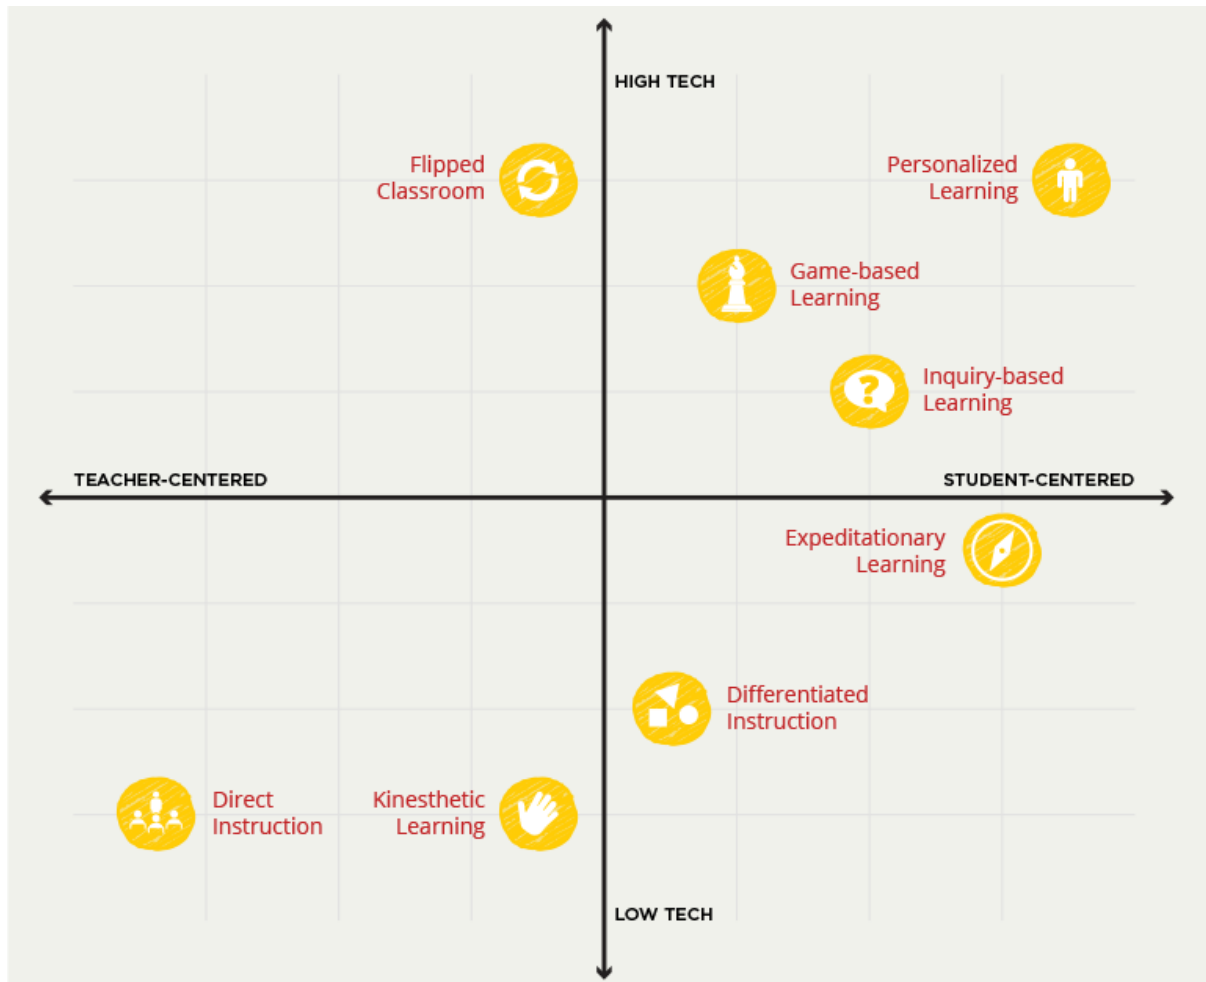 HIGH TECH
Flipped
Classroom
Personalized
Learning
Game-based
Learning
Inquiry-based
Learning
TEACHER-CENTERED
STUDENT-CENTERED
Expeditationary
Learning
Differentiated
Instruction
Direct
Instruction
Kinesthetic
Learning
LOW TECH